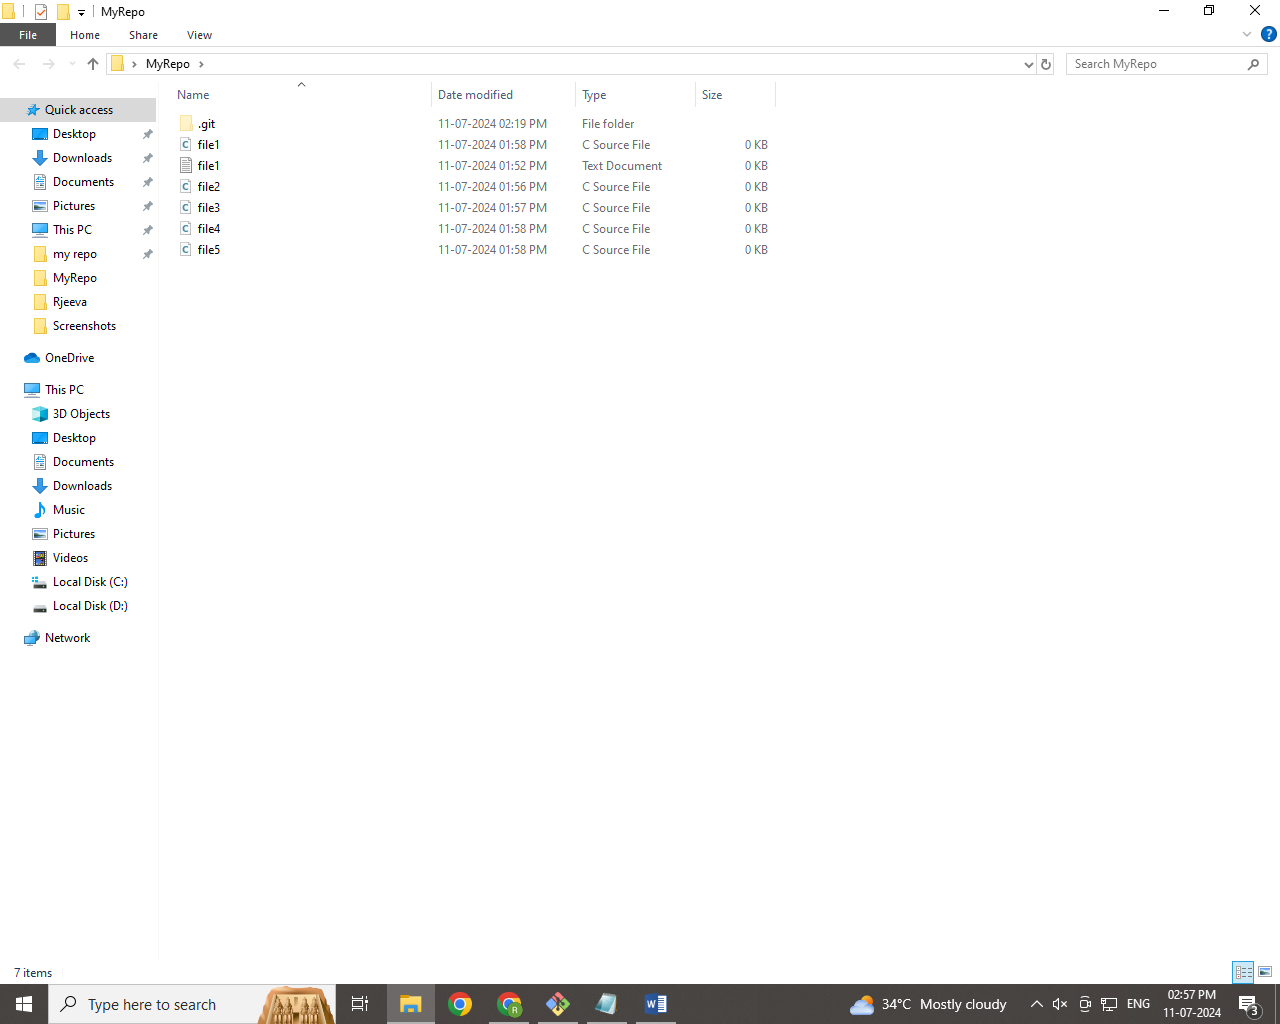 MyRepo
File Home Share View
MyRepo Search MyRepo
Name Date modified Type Size
.git 11-07-2024 02:19 PM File folder
file1 11-07-2024 01:58 PM C Source File 0 KB
file1 11-07-2024 01:52 PM Text Document 0 KB
file2 11-07-2024 01:56 PM C Source File 0 KB
file3 11-07-2024 01:57 PM C Source File 0 KB
file4 11-07-2024 01:58 PM C Source File 0 KB
file5 11-07-2024 01:58 PM C Source File 0 KB
Quick access
Desktop
Downloads
Documents
Pictures
This PC
my repo
MyRepo
Rjeeva
Screenshots
OneDrive
This PC
3D Objects
Desktop
Documents
Downloads
Music
Pictures
Videos
Local Disk (C:)
Local Disk (D:)
Network
7 items
Type here to search
34°C Mostly cloudy
ENG
02:57 PM
11-07-2024
3